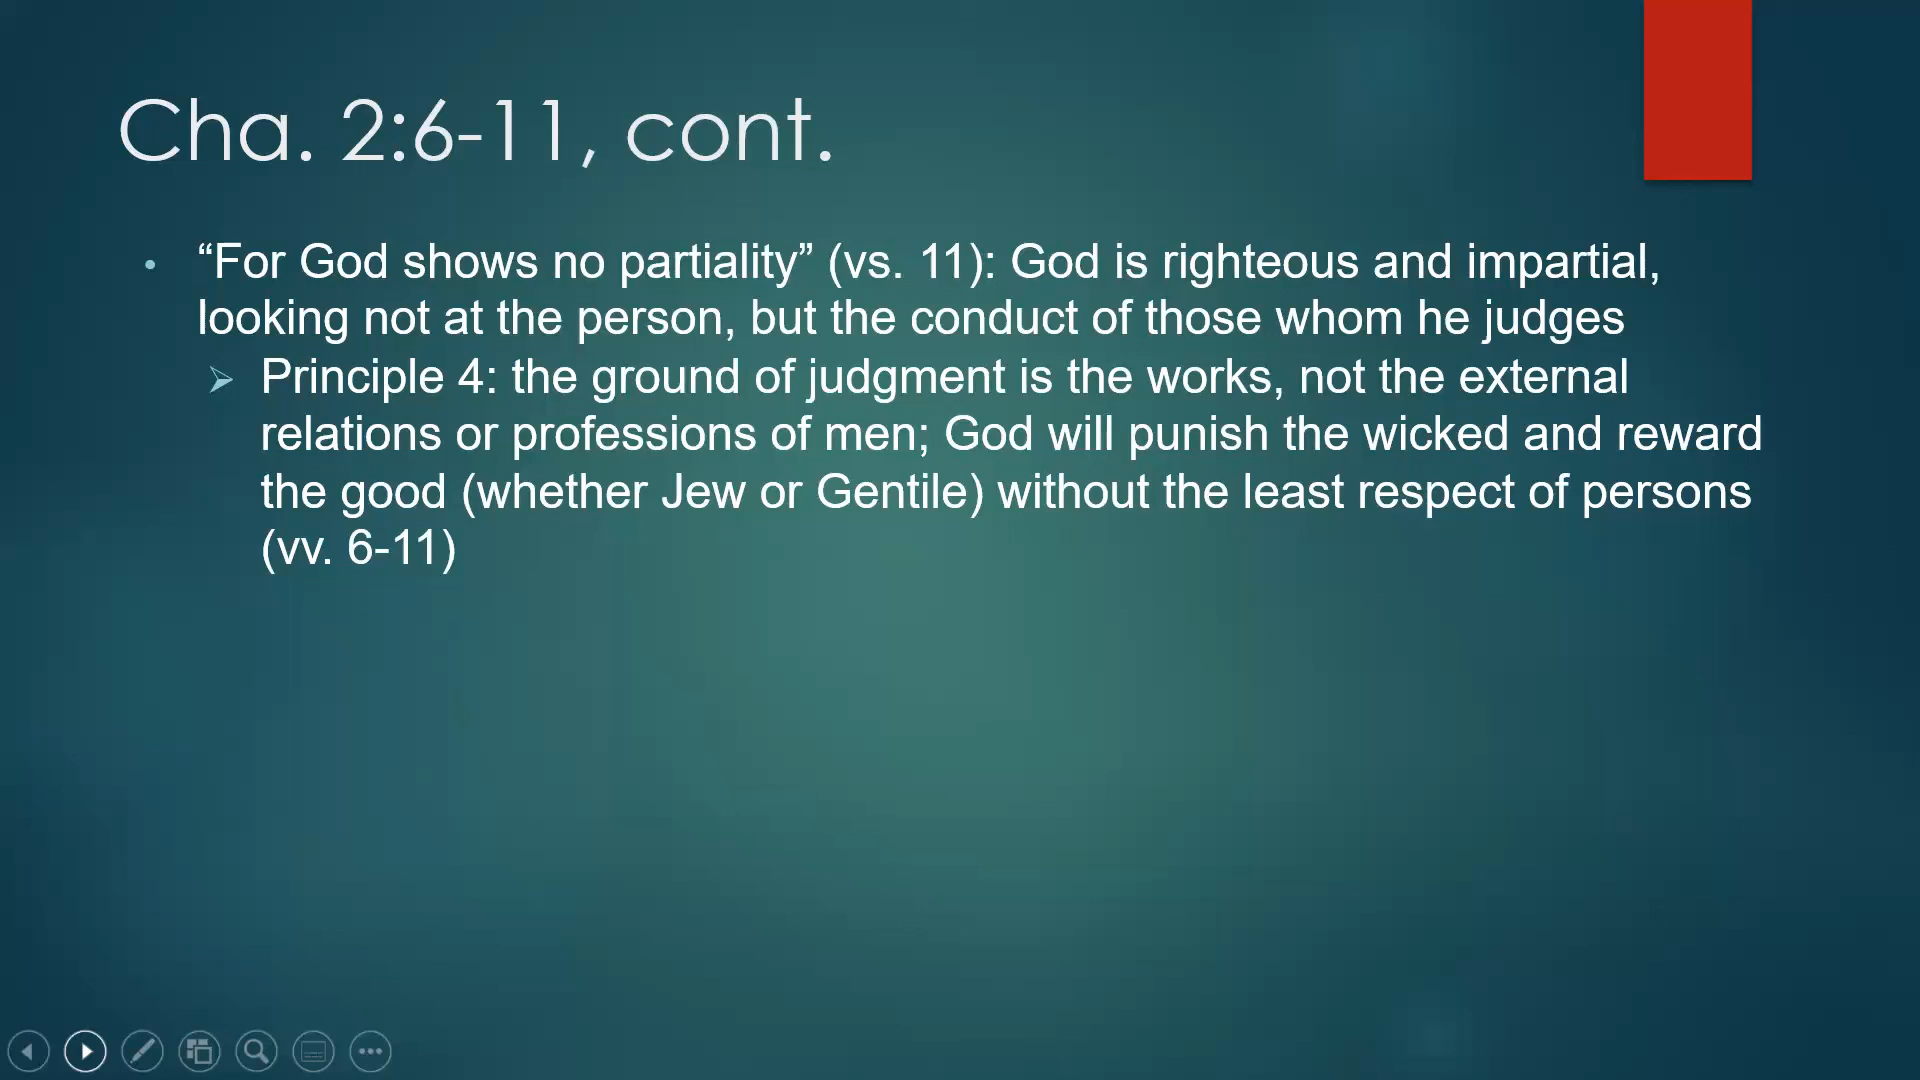 Cha. 2:6-11, cont.
“For God shows no partiality” (vs. 11): God is righteous and impartial,
looking not at the person, but the conduct of those whom he judges
Principle 4: the ground of judgment is the works, not the external
relations or professions of men; God will punish the wicked and reward
the good (whether Jew or Gentile) without the least respect of persons
(vv. 6-11)